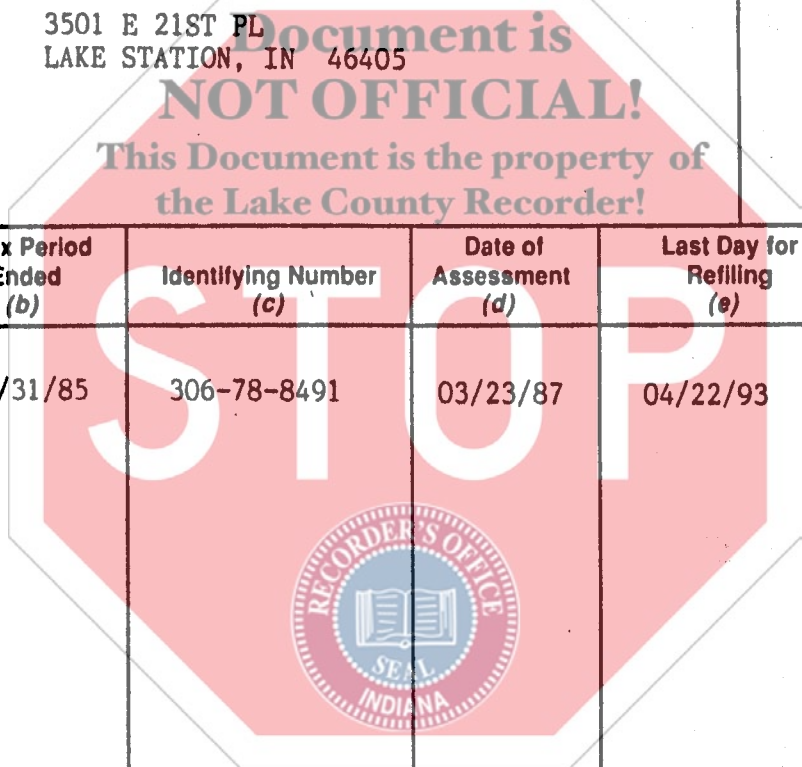 3501 E 21ST PL
LAKE STATION, IN 46405
Document is
NOT OFFICIAL!
This Document is the property of
the Lake County Recorder!
x Period Ended (b)
Identifying Number (c)
Date of Assessment (d)
Last Day for Refiling (e)
/31/85 306-78-8491 03/23/87 04/22/93
STOP
RECORDER'S OFFICE
SEAL
INDIANA